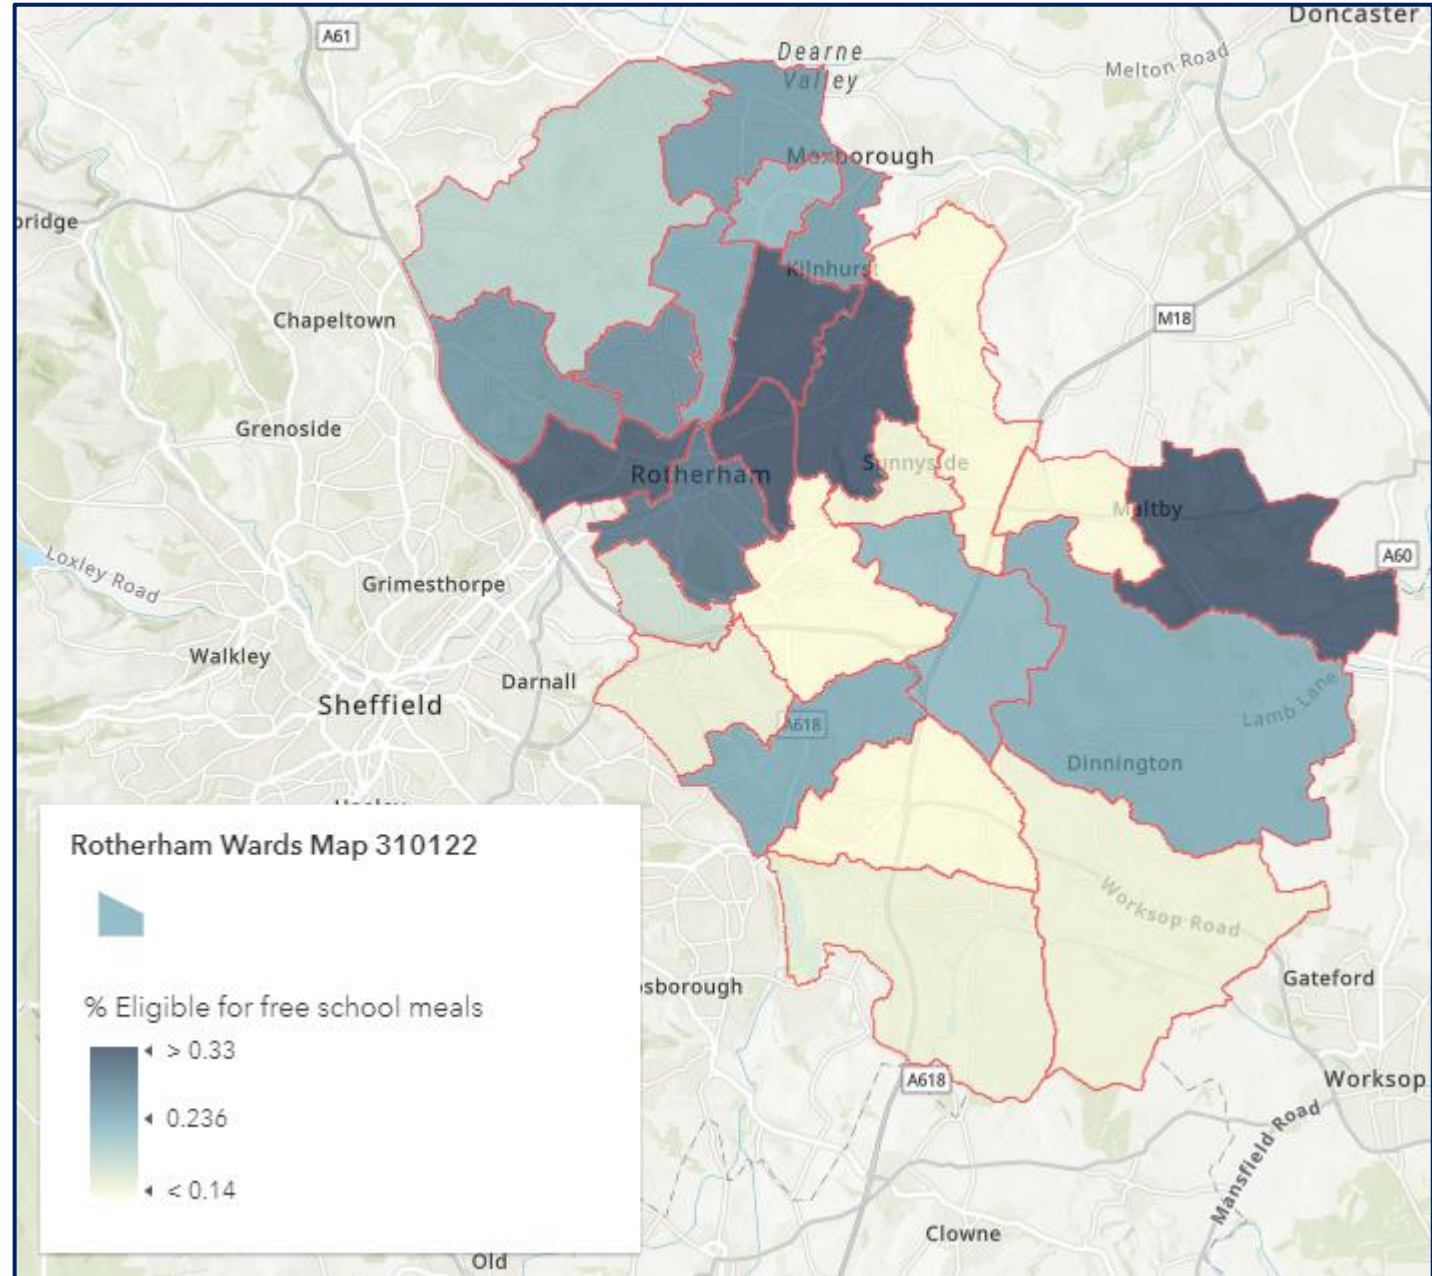 Doncaster
A61
Dearne
Valley
Melton Road
Mexborough
bridge
Kilnhurst
M18
Chapeltown
Grenoside
Rotherham
Sunnyside
Maltby
A60
Loxley Road
Grimesthorpe
Walkley
Darnall
Sheffield
Lamb Lane
A618
Dinnington
Rotherham Wards Map 310122
Worksop Road
osborough
Gateford
% Eligible for free school meals
> 0.33
A618
Worksop
0.236
Mansfield Road
< 0.14
Clowne
Old